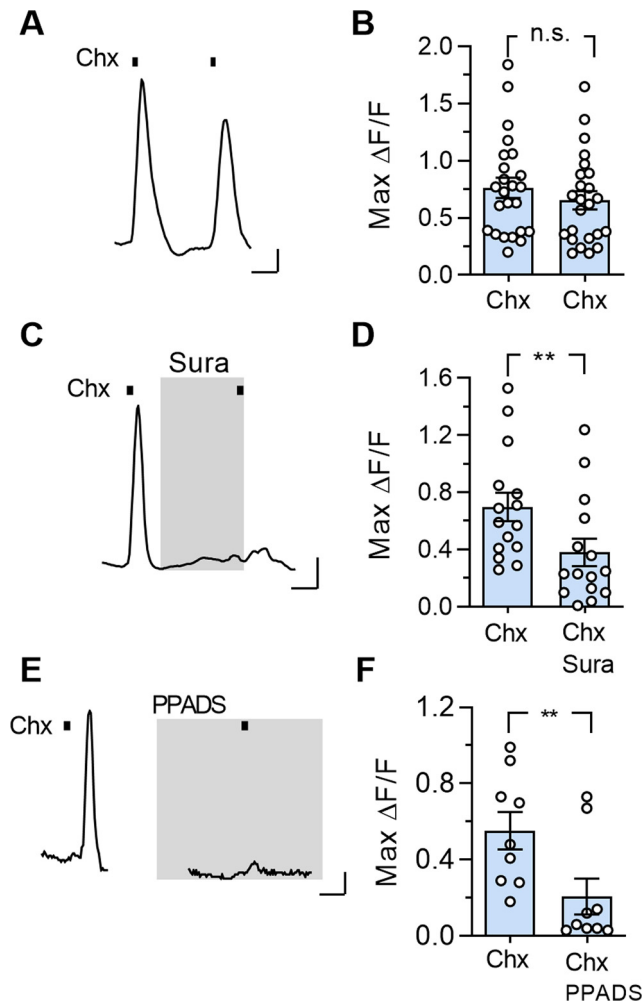 A
Chx
B
n.s.
Max ΔF/F
2.0
1.5
1.0
0.5
0.0
Chx Chx
C
Sura
Chx
D
**
Max ΔF/F
1.6
1.2
0.8
0.4
0.0
Chx Chx
Sura
E
PPADS
Chx
F
**
Max ΔF/F
1.2
0.8
0.4
0.0
Chx Chx
PPADS